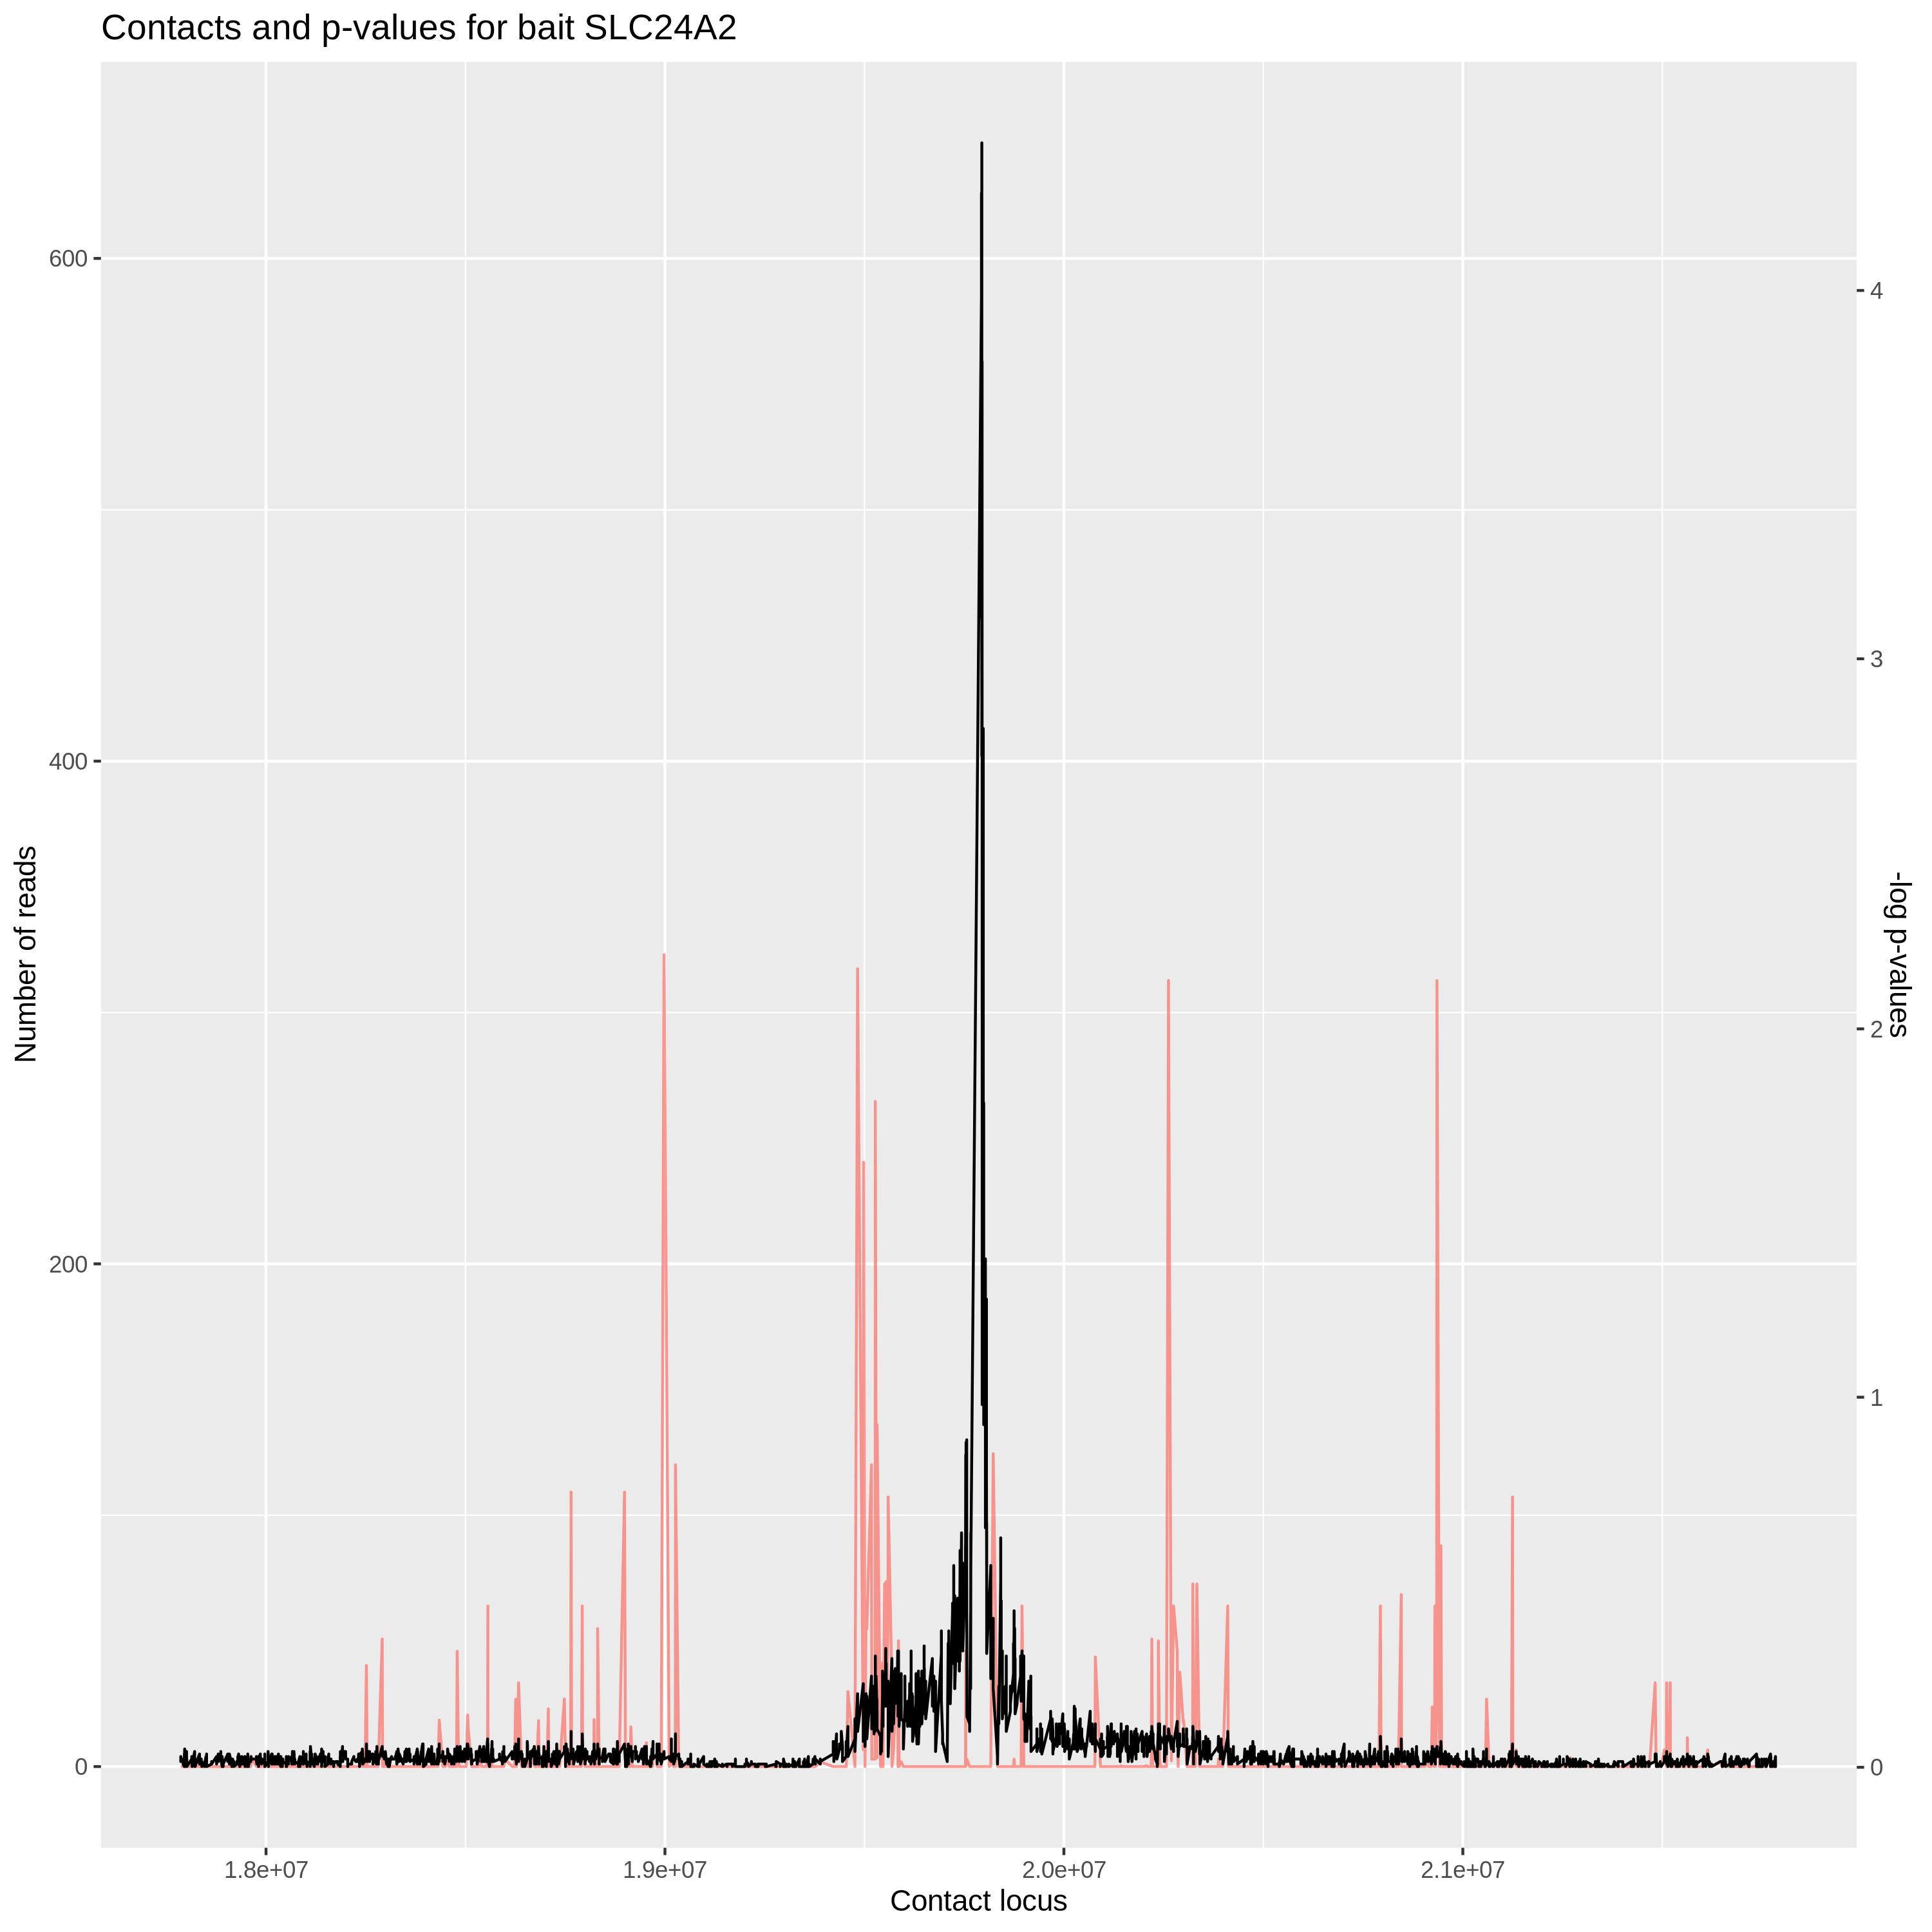 Contacts and p-values for bait SLC24A2
600
400
200
0
Number of reads
4
3
2
1
0
-log p-values
1.8e+07
1.9e+07
2.0e+07
2.1e+07
Contact locus